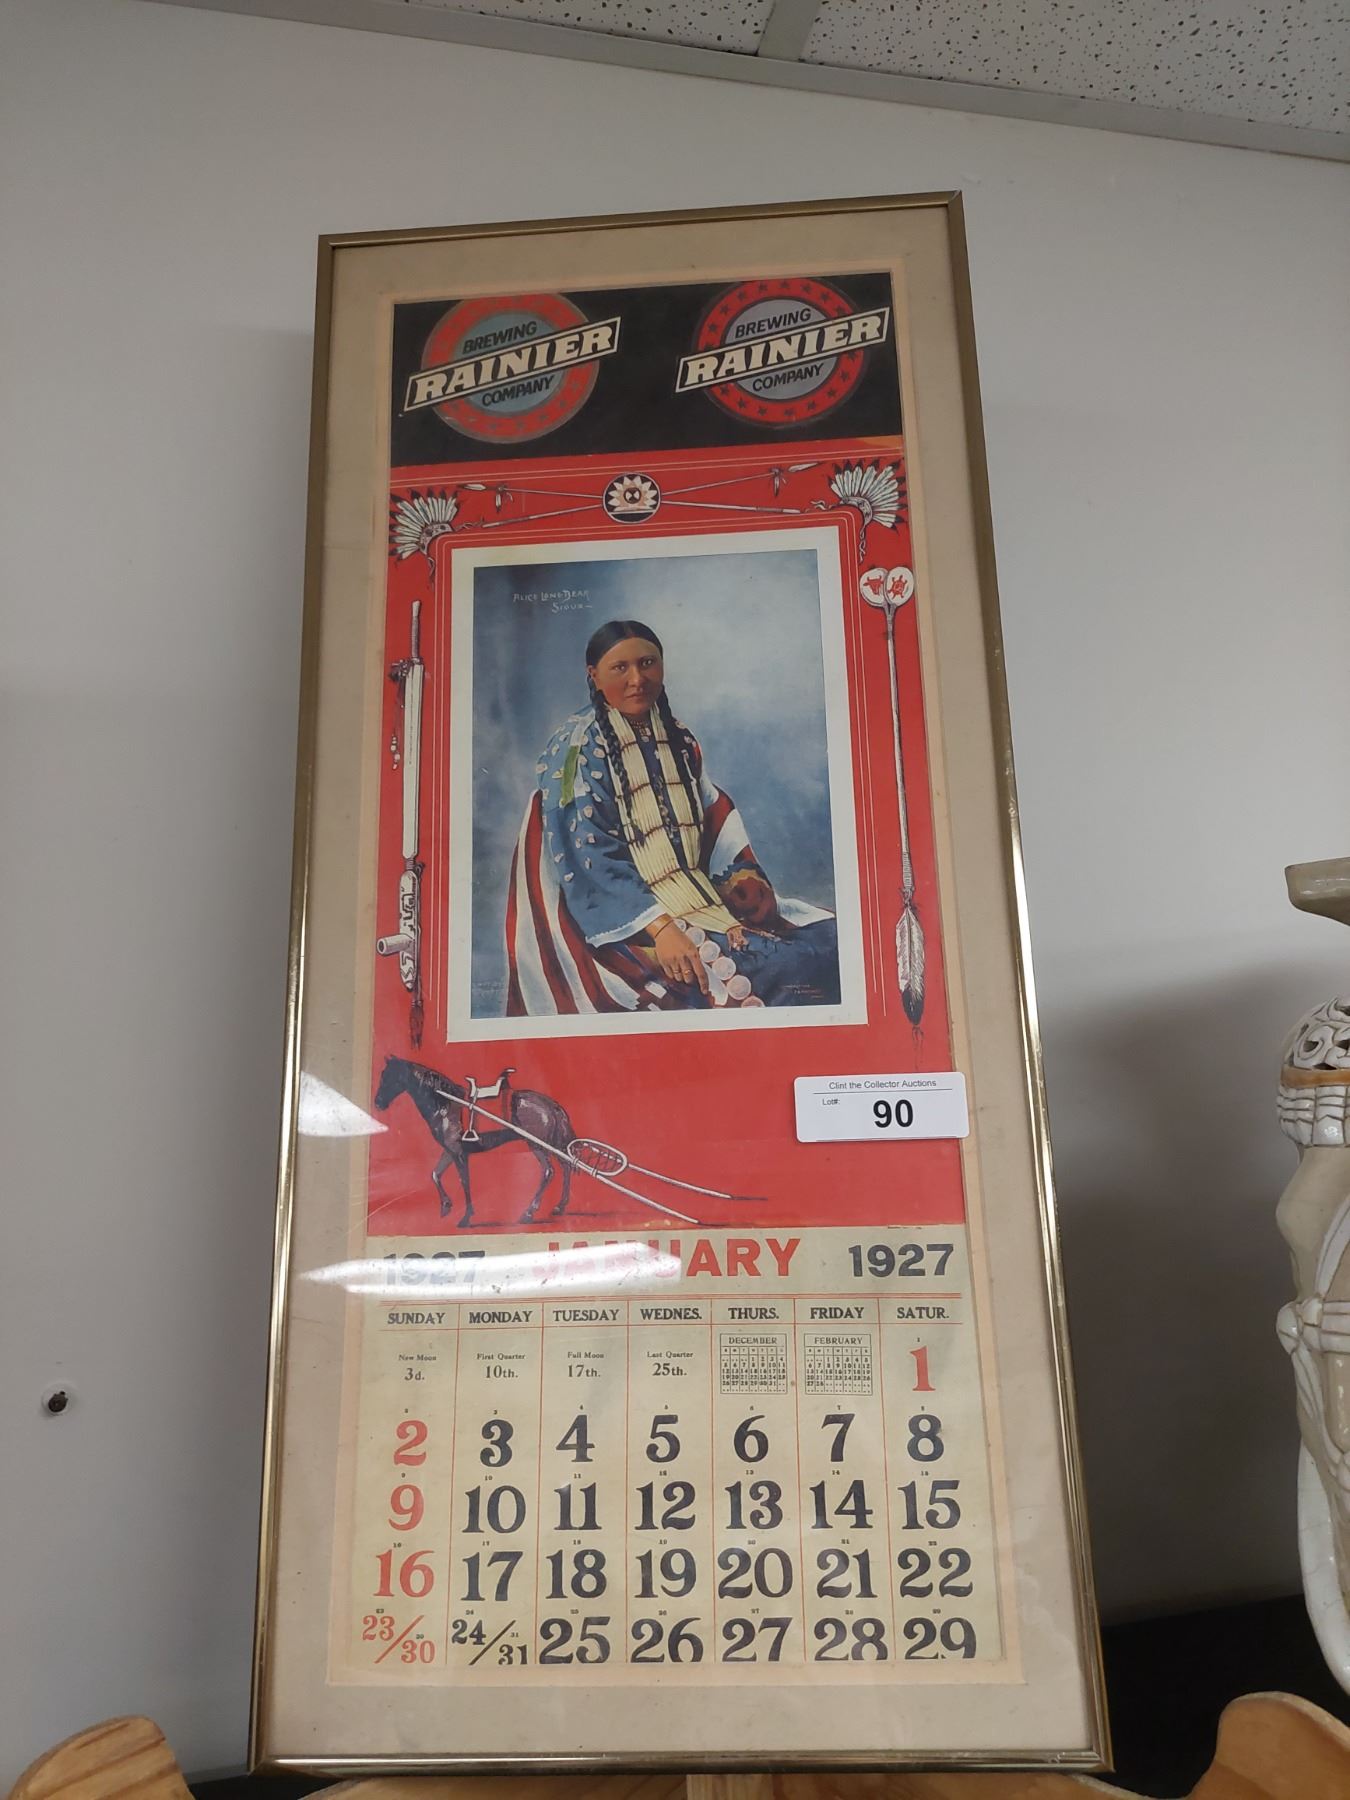 BREWING
RAINIER
COMPANY
BREWING
RAINIER
COMPANY
ALICE LONE-BEAR
SIOUX—
Clint the Collector Auctions
Lot#:
90
1927 JANUARY 1927
SUNDAY MONDAY TUESDAY WEDNES. THURS. FRIDAY SATUR.
New Moon 3d. First Quarter 10th. Full Moon 17th. Last Quarter 25th. DECEMBER FEBRUARY 1
2 3 4 5 6 7 8
9 10 11 12 13 14 15
16 17 18 19 20 21 22
23/30 24/31 25 26 27 28 29